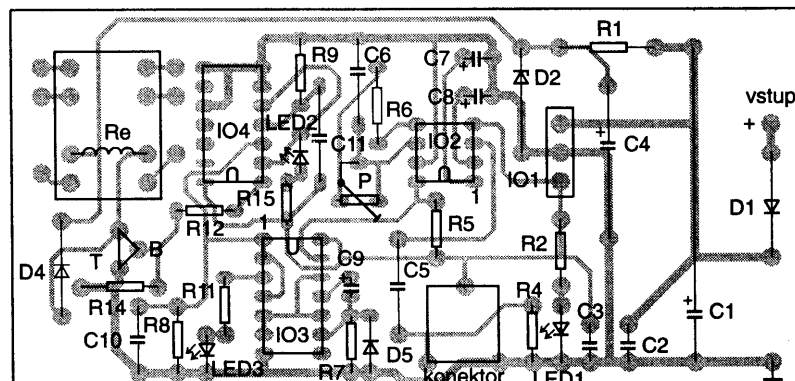 R1
R9
C6
C7
D2
vstup
C8
R6
+
IO4
LED2
Re
C11
IO2
+
C4
IO1
P
1
R15
D1
R12
1
R5
R2
T
B
D4
C9
C5
R4
R14
R11
+
C1
R8
C3
C10
IO3
C2
D5
LED3
R7
konektor
LED1